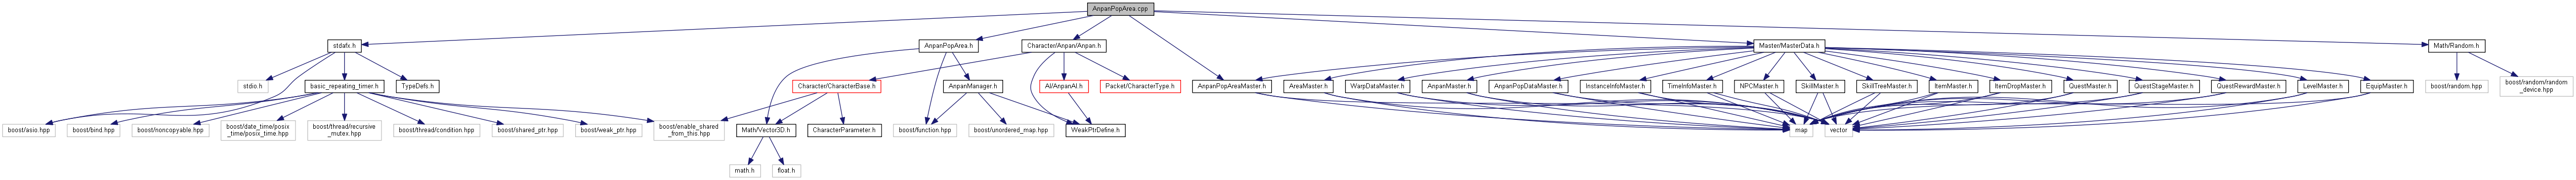 AnpanPopArea.cpp
stdafx.h
AnpanPopArea.h
Character/Anpan/Anpan.h
Master/MasterData.h
Math/Random.h
stdio.h
basic_repeating_timer.h
TypeDefs.h
Character/CharacterBase.h
AnpanManager.h
AI/AnpanAI.h
Packet/CharacterType.h
AnpanPopAreaMaster.h
AreaMaster.h
WarpDataMaster.h
AnpanMaster.h
AnpanPopDataMaster.h
InstanceInfoMaster.h
TimeInfoMaster.h
NPCMaster.h
SkillMaster.h
SkillTreeMaster.h
ItemMaster.h
ItemDropMaster.h
QuestMaster.h
QuestStageMaster.h
QuestRewardMaster.h
LevelMaster.h
EquipMaster.h
boost/random.hpp
boost/random/random
_device.hpp
boost/asio.hpp
boost/bind.hpp
boost/noncopyable.hpp
boost/date_time/posix
_time/posix_time.hpp
boost/thread/recursive
_mutex.hpp
boost/thread/condition.hpp
boost/shared_ptr.hpp
boost/weak_ptr.hpp
boost/enable_shared
_from_this.hpp
Math/Vector3D.h
CharacterParameter.h
boost/function.hpp
boost/unordered_map.hpp
WeakPtrDefine.h
map
vector
math.h
float.h